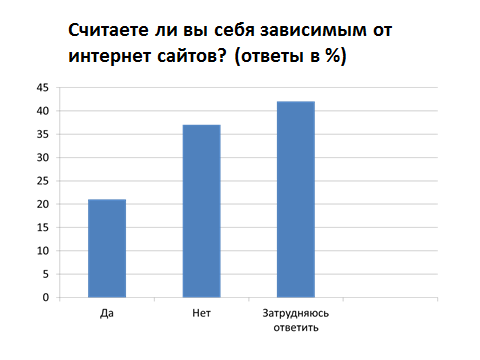 Считаете ли вы себя зависимым от
интернет сайтов? (ответы в %)
45
40
35
30
25
20
15
10
5
0
Да
Нет
Затрудняюсь
ответить